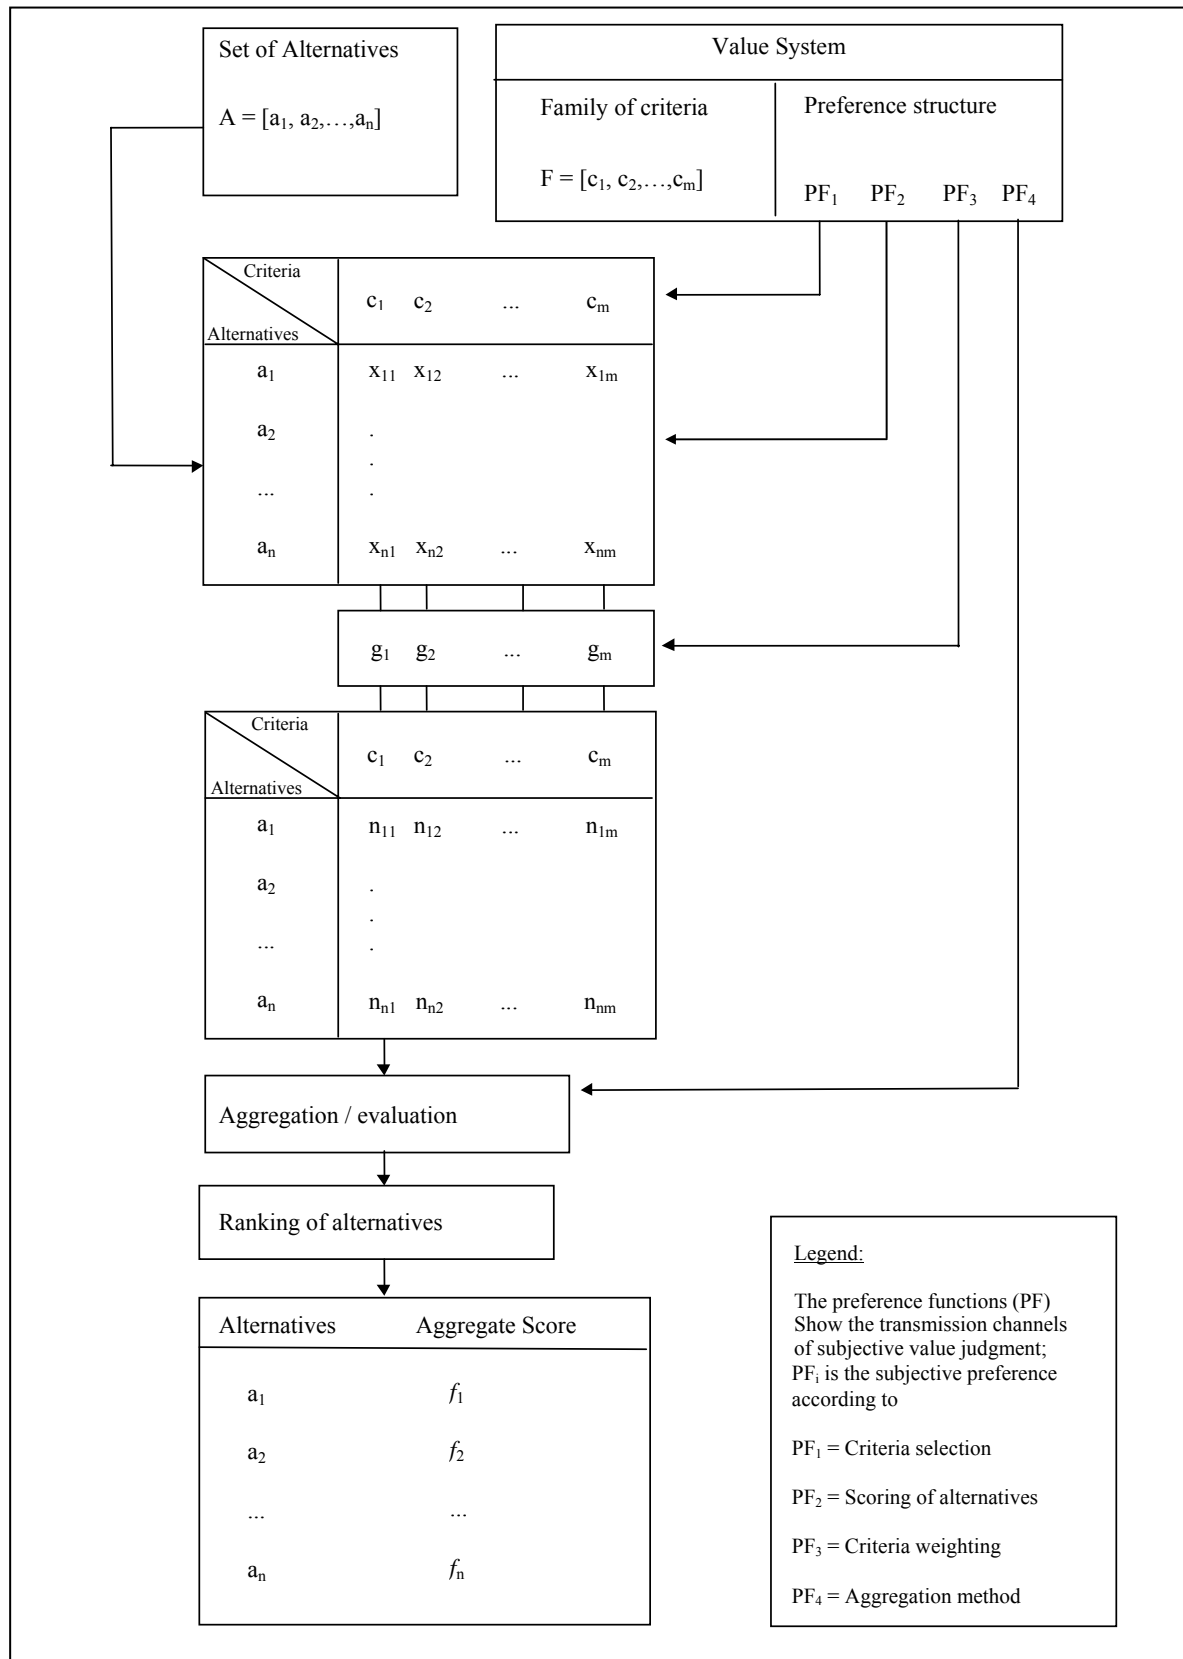 Set of Alternatives
A = [a₁, a₂,…,aₙ]
Value System
Family of criteria
F = [c₁, c₂,…,cₘ]
Preference structure
PF₁ PF₂ PF₃ PF₄
Criteria
Alternatives
c₁ c₂ ... cₘ
a₁ x₁₁ x₁₂ ... x₁ₘ
a₂ .
.
... .
aₙ xₙ₁ xₙ₂ ... xₙₘ
g₁ g₂ ... gₘ
Criteria
Alternatives
c₁ c₂ ... cₘ
a₁ n₁₁ n₁₂ ... n₁ₘ
a₂ .
.
... .
aₙ nₙ₁ nₙ₂ ... nₙₘ
Aggregation / evaluation
Ranking of alternatives
Alternatives Aggregate Score
a₁ f₁
a₂ f₂
... ...
aₙ fₙ
Legend:
The preference functions (PF)
Show the transmission channels
of subjective value judgment;
PFᵢ is the subjective preference
according to
PF₁ = Criteria selection
PF₂ = Scoring of alternatives
PF₃ = Criteria weighting
PF₄ = Aggregation method